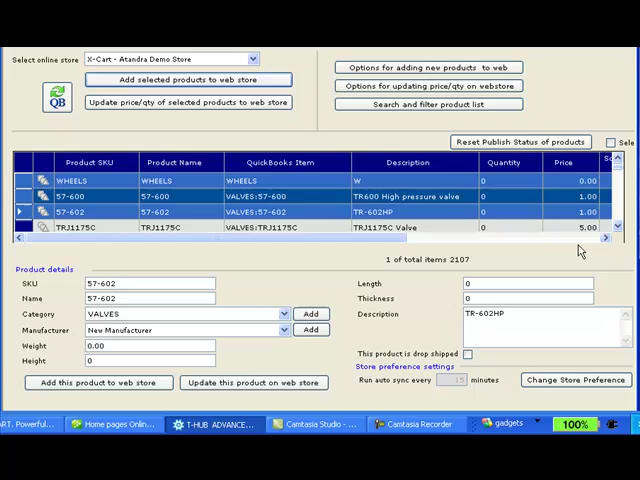 Select online store X-Cart - Atandra Demo Store
Add selected products to web store
QB
Update price/qty of selected products to web store
Options for adding new products to web
Options for updating price/qty on webstore
Search and filter product list
Reset Publish Status of products Sele
Product SKU Product Name QuickBooks Item Description Quantity Price
WHEELS WHEELS WHEELS W 0 0.00
57-600 57-600 VALVES:57-600 TR600 High pressure valve 0 1.00
57-602 57-602 VALVES:57-602 TR-602HP 0 1.00
TRJ1175C TRJ1175C VALVES:TRJ1175C TRJ1175C Valve 0 5.00
1 of total items 2107
Product details
SKU 57-602
Name 57-602
Category VALVES Add
Manufacturer New Manufacturer Add
Weight 0.00
Height 0
Length 0
Thickness 0
Description TR-602HP
This product is drop shipped
Store preference settings
Run auto sync every 15 minutes Change Store Preference
Add this product to web store Update this product on web store
ART. Powerful... Home pages Online... T-HUB ADVANCE... Camtasia Studio - ... Camtasia Recorder gadgets 100%